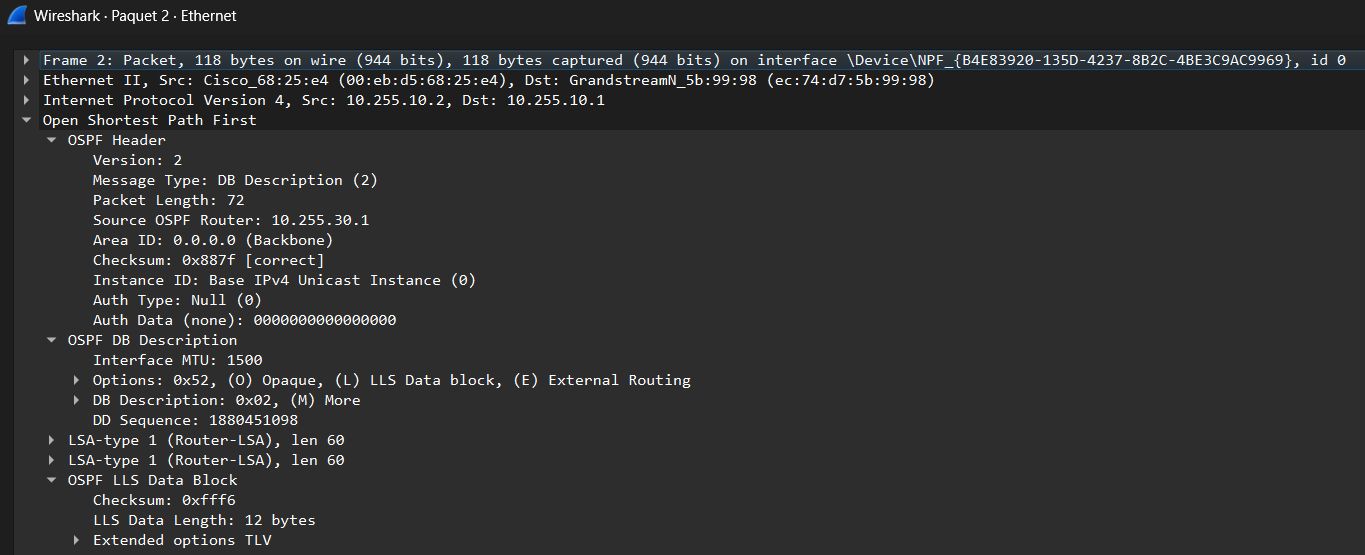 Wireshark · Paquet 2 · Ethernet
Frame 2: Packet, 118 bytes on wire (944 bits), 118 bytes captured (944 bits) on interface \Device\NPF_{B4E83920-135D-4237-8B2C-4BE3C9AC9969}, id 0
Ethernet II, Src: Cisco_68:25:e4 (00:eb:d5:68:25:e4), Dst: GrandstreamN_5b:99:98 (ec:74:d7:5b:99:98)
Internet Protocol Version 4, Src: 10.255.10.2, Dst: 10.255.10.1
Open Shortest Path First
OSPF Header
Version: 2
Message Type: DB Description (2)
Packet Length: 72
Source OSPF Router: 10.255.30.1
Area ID: 0.0.0.0 (Backbone)
Checksum: 0x887f [correct]
Instance ID: Base IPv4 Unicast Instance (0)
Auth Type: Null (0)
Auth Data (none): 0000000000000000
OSPF DB Description
Interface MTU: 1500
Options: 0x52, (O) Opaque, (L) LLS Data block, (E) External Routing
DB Description: 0x02, (M) More
DD Sequence: 1880451098
LSA-type 1 (Router-LSA), len 60
LSA-type 1 (Router-LSA), len 60
OSPF LLS Data Block
Checksum: 0xfff6
LLS Data Length: 12 bytes
Extended options TLV